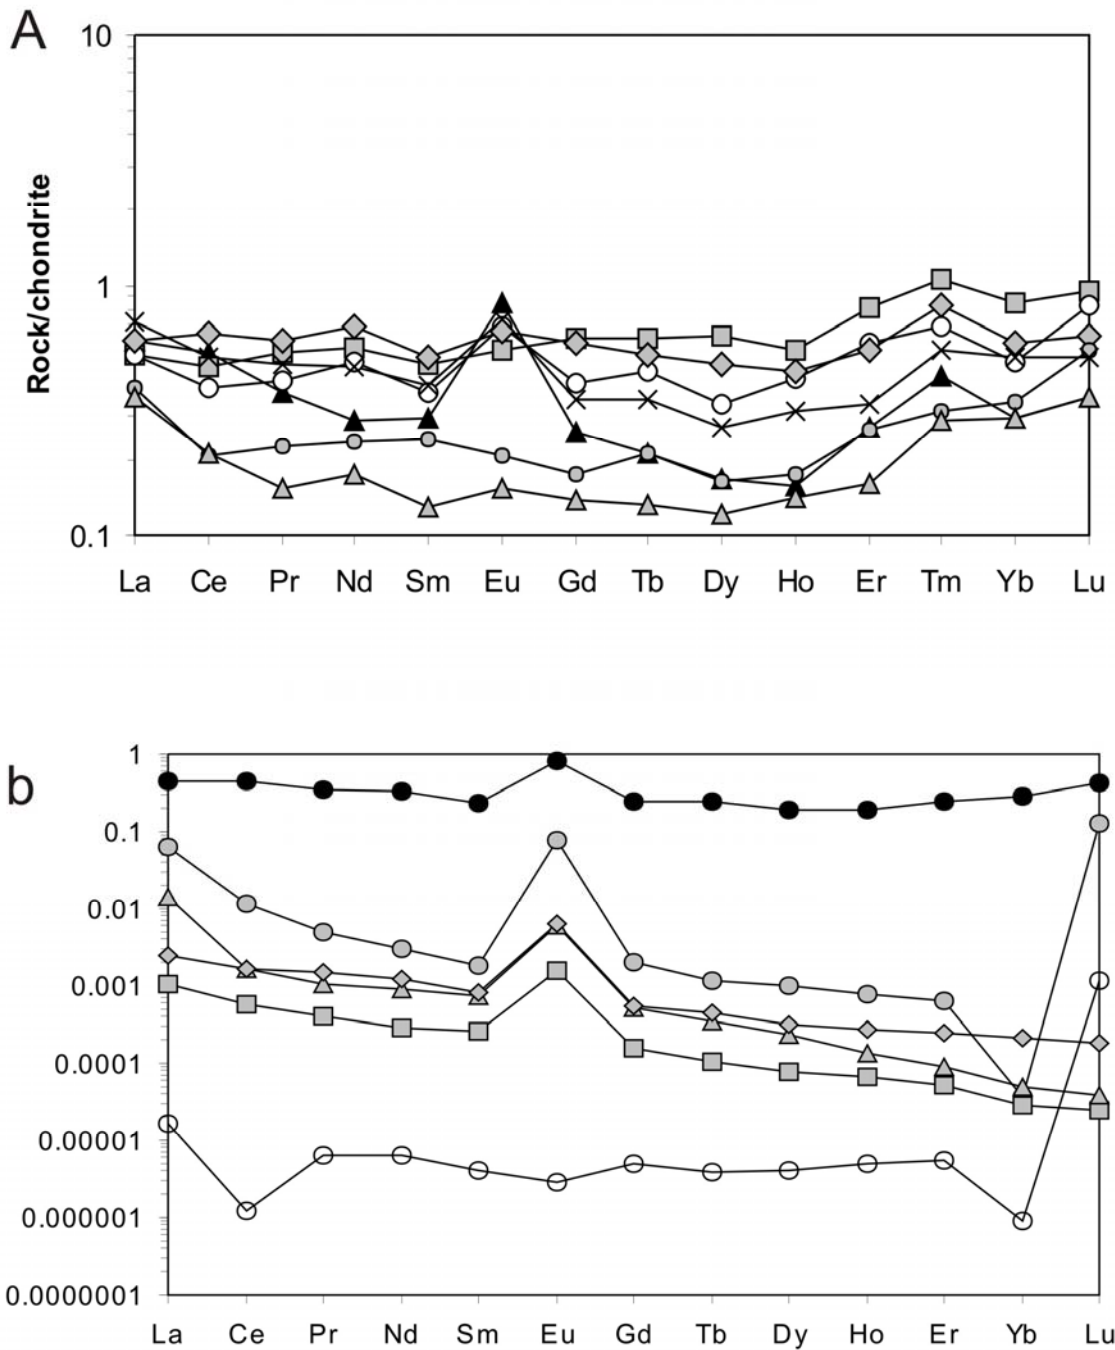 A
10
1
0.1
Rock/chondrite
La Ce Pr Nd Sm Eu Gd Tb Dy Ho Er Tm Yb Lu
b
1
0.1
0.01
0.001
0.0001
0.00001
0.000001
0.0000001
La Ce Pr Nd Sm Eu Gd Tb Dy Ho Er Yb Lu